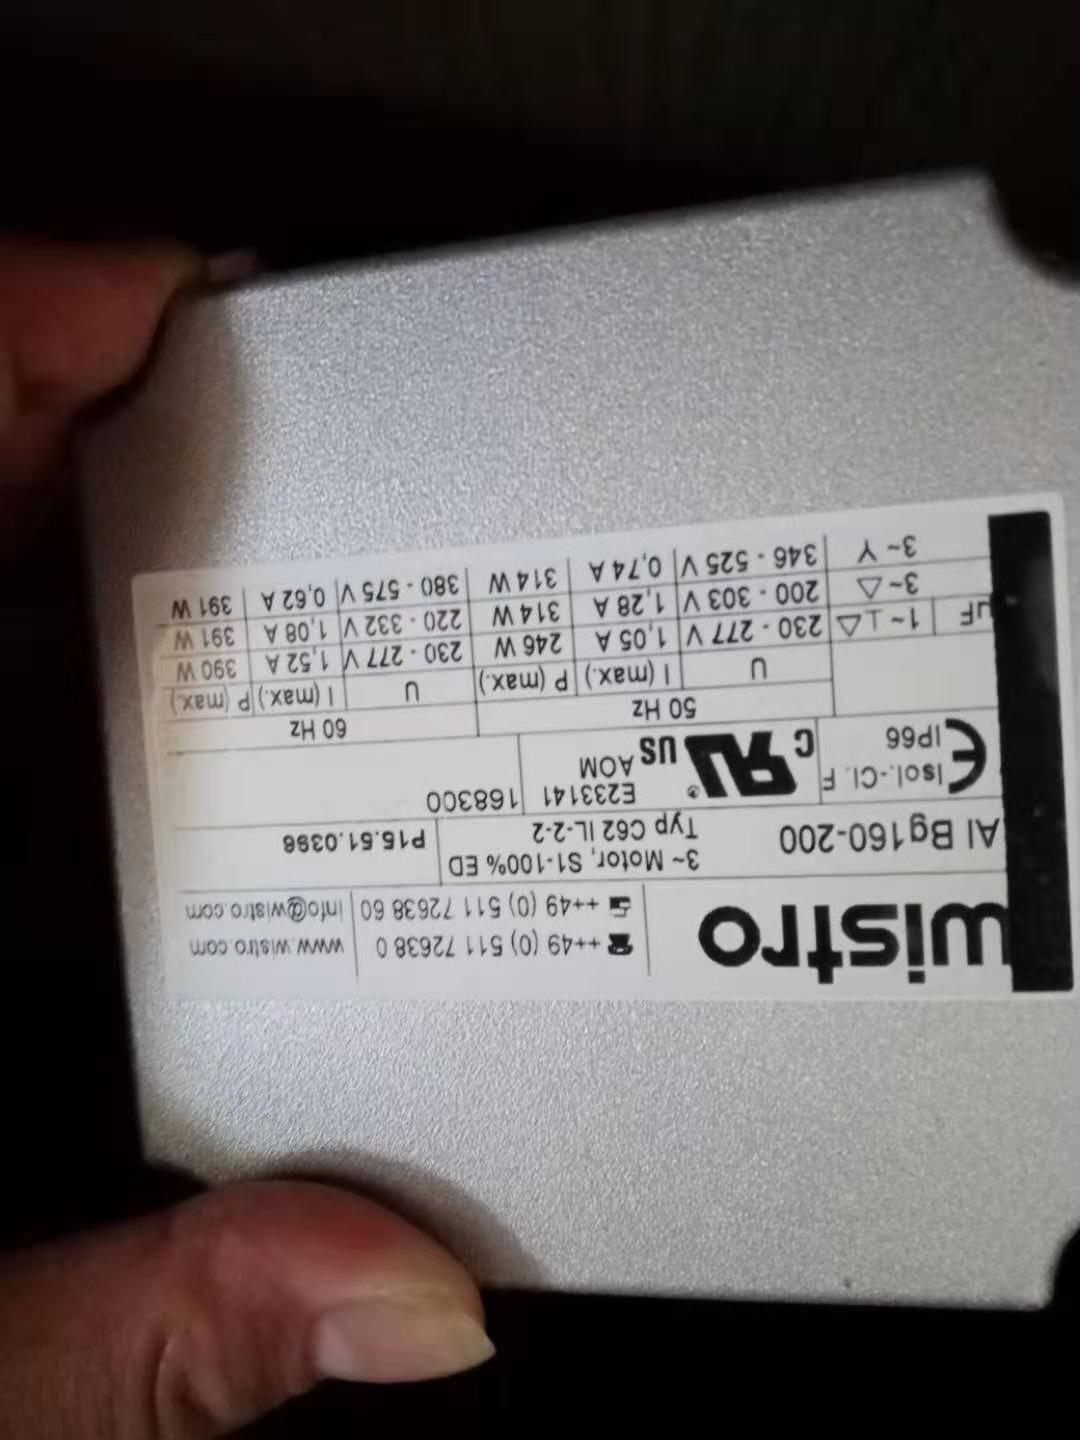 wistro
☎ ++49 (0) 511 72638 0 www.wistro.com
++49 (0) 511 72638 60 info@wistro.com
AI Bg160-200
3~ Motor, S1-100% ED
Typ C62 IL-2-2
P15.51.0398
CE Isol.-Cl. F
IP66
c RU ® US
E233141
AOM
168300
50 Hz 60 Hz
U I (max.) P (max.) U I (max.) P (max.)
µF 1~ ⊥ △ 230 - 277 V 1,05 A 246 W 230 - 277 V 1,52 A 390 W
3~ △ 200 - 303 V 1,28 A 314 W 220 - 332 V 1,08 A 391 W
3~ Y 346 - 525 V 0,74 A 314 W 380 - 575 V 0,62 A 391 W